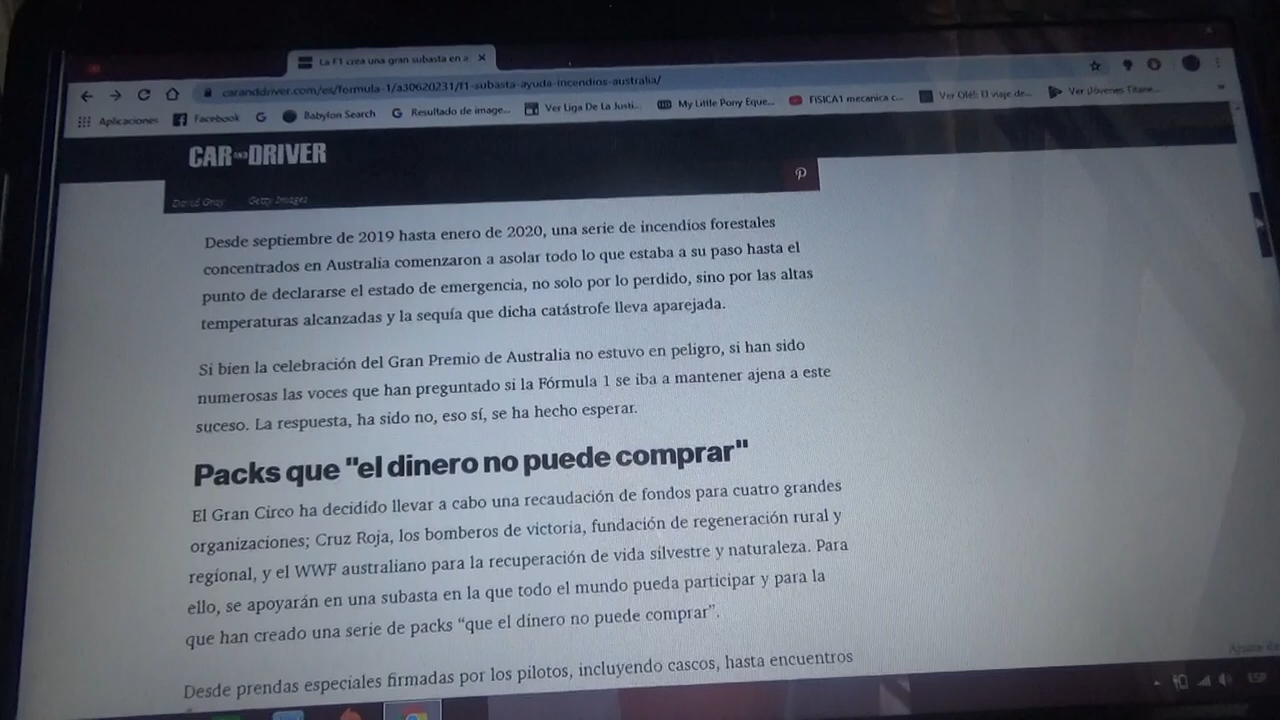 La F1 crea una gran subasta en a
caranddriver.com/es/formula-1/a30620231/f1-subasta-ayuda-incendios-australia/
Aplicaciones Facebook Babylon Search Resultado de image... Ver Liga De La Justi... My Little Pony Eque... FISICA1 mecanica c... Ver Olé!: El viaje de... Ver Jóvenes Titane...
CAR AND DRIVER
David Gray Getty Images
Desde septiembre de 2019 hasta enero de 2020, una serie de incendios forestales
concentrados en Australia comenzaron a asolar todo lo que estaba a su paso hasta el
punto de declararse el estado de emergencia, no solo por lo perdido, sino por las altas
temperaturas alcanzadas y la sequía que dicha catástrofe lleva aparejada.
Si bien la celebración del Gran Premio de Australia no estuvo en peligro, si han sido
numerosas las voces que han preguntado si la Fórmula 1 se iba a mantener ajena a este
suceso. La respuesta, ha sido no, eso sí, se ha hecho esperar.
Packs que "el dinero no puede comprar"
El Gran Circo ha decidido llevar a cabo una recaudación de fondos para cuatro grandes
organizaciones; Cruz Roja, los bomberos de victoria, fundación de regeneración rural y
regional, y el WWF australiano para la recuperación de vida silvestre y naturaleza. Para
ello, se apoyarán en una subasta en la que todo el mundo pueda participar y para la
que han creado una serie de packs “que el dinero no puede comprar”.
Desde prendas especiales firmadas por los pilotos, incluyendo cascos, hasta encuentros
ESP